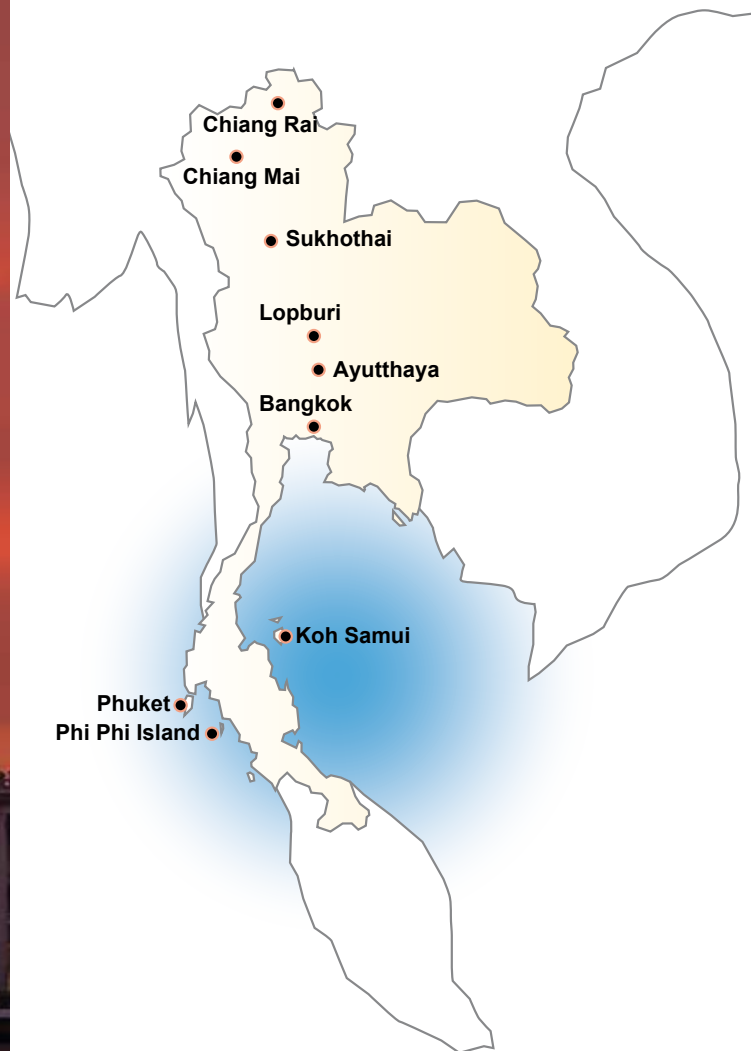 Chiang Rai
Chiang Mai
Sukhothai
Lopburi
Ayutthaya
Bangkok
Koh Samui
Phuket
Phi Phi Island